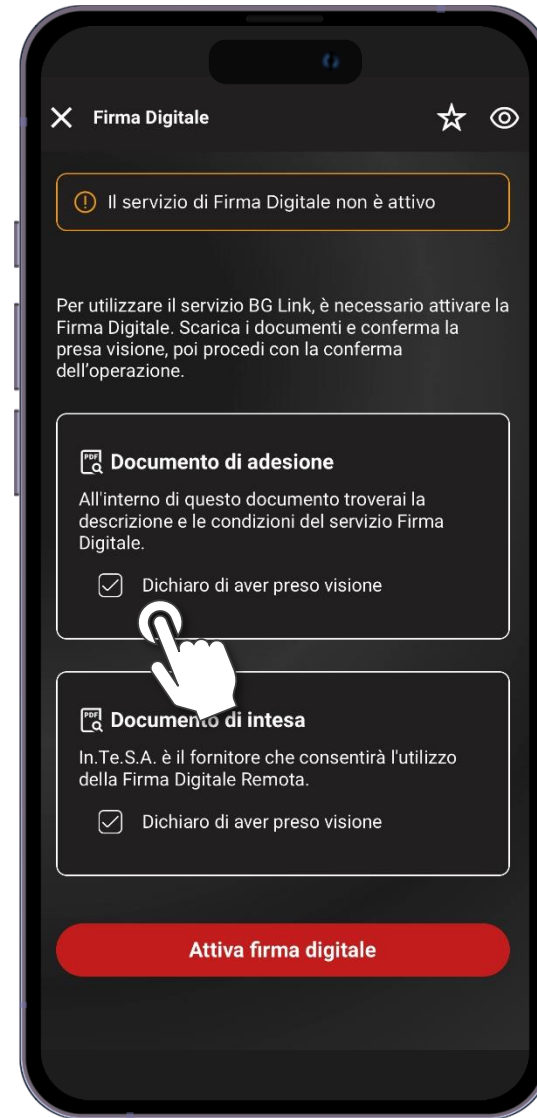 Firma Digitale
Il servizio di Firma Digitale non è attivo
Per utilizzare il servizio BG Link, è necessario attivare la
Firma Digitale. Scarica i documenti e conferma la
presa visione, poi procedi con la conferma
dell'operazione.
PDF Documento di adesione
All'interno di questo documento troverai la
descrizione e le condizioni del servizio Firma
Digitale.
Dichiaro di aver preso visione
PDF Documento di intesa
In.Te.S.A. è il fornitore che consentirà l'utilizzo
della Firma Digitale Remota.
Dichiaro di aver preso visione
Attiva firma digitale